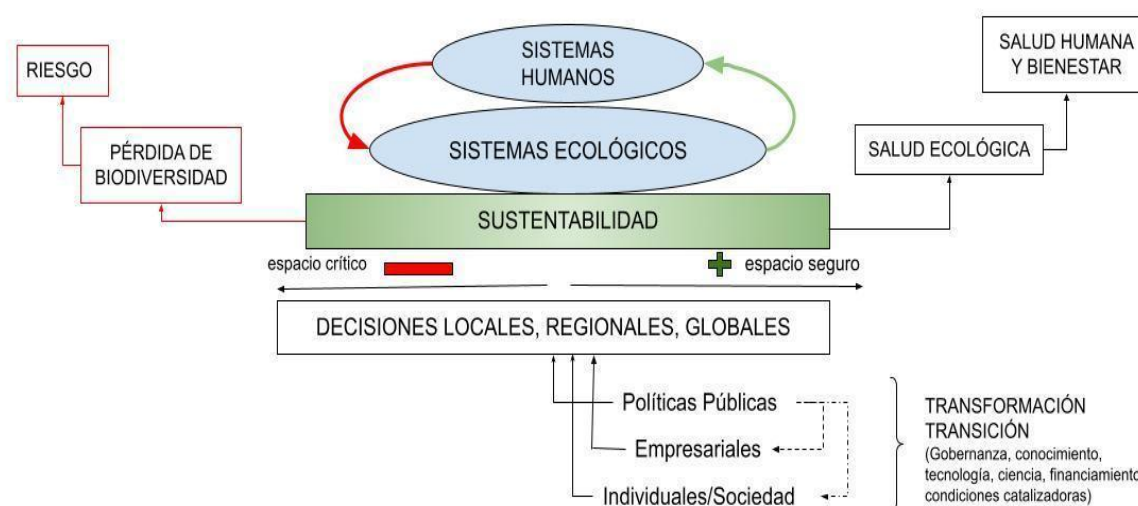 SISTEMAS
HUMANOS
SALUD HUMANA
Y BIENESTAR
RIESGO
PÉRDIDA DE
BIODIVERSIDAD
SISTEMAS ECOLÓGICOS
SALUD ECOLÓGICA
SUSTENTABILIDAD
espacio crítico
espacio seguro
DECISIONES LOCALES, REGIONALES, GLOBALES
Políticas Públicas
Empresariales
Individuales/Sociedad
TRANSFORMACIÓN
TRANSICIÓN
(Gobernanza, conocimiento,
tecnología, ciencia, financiamiento
condiciones catalizadoras)